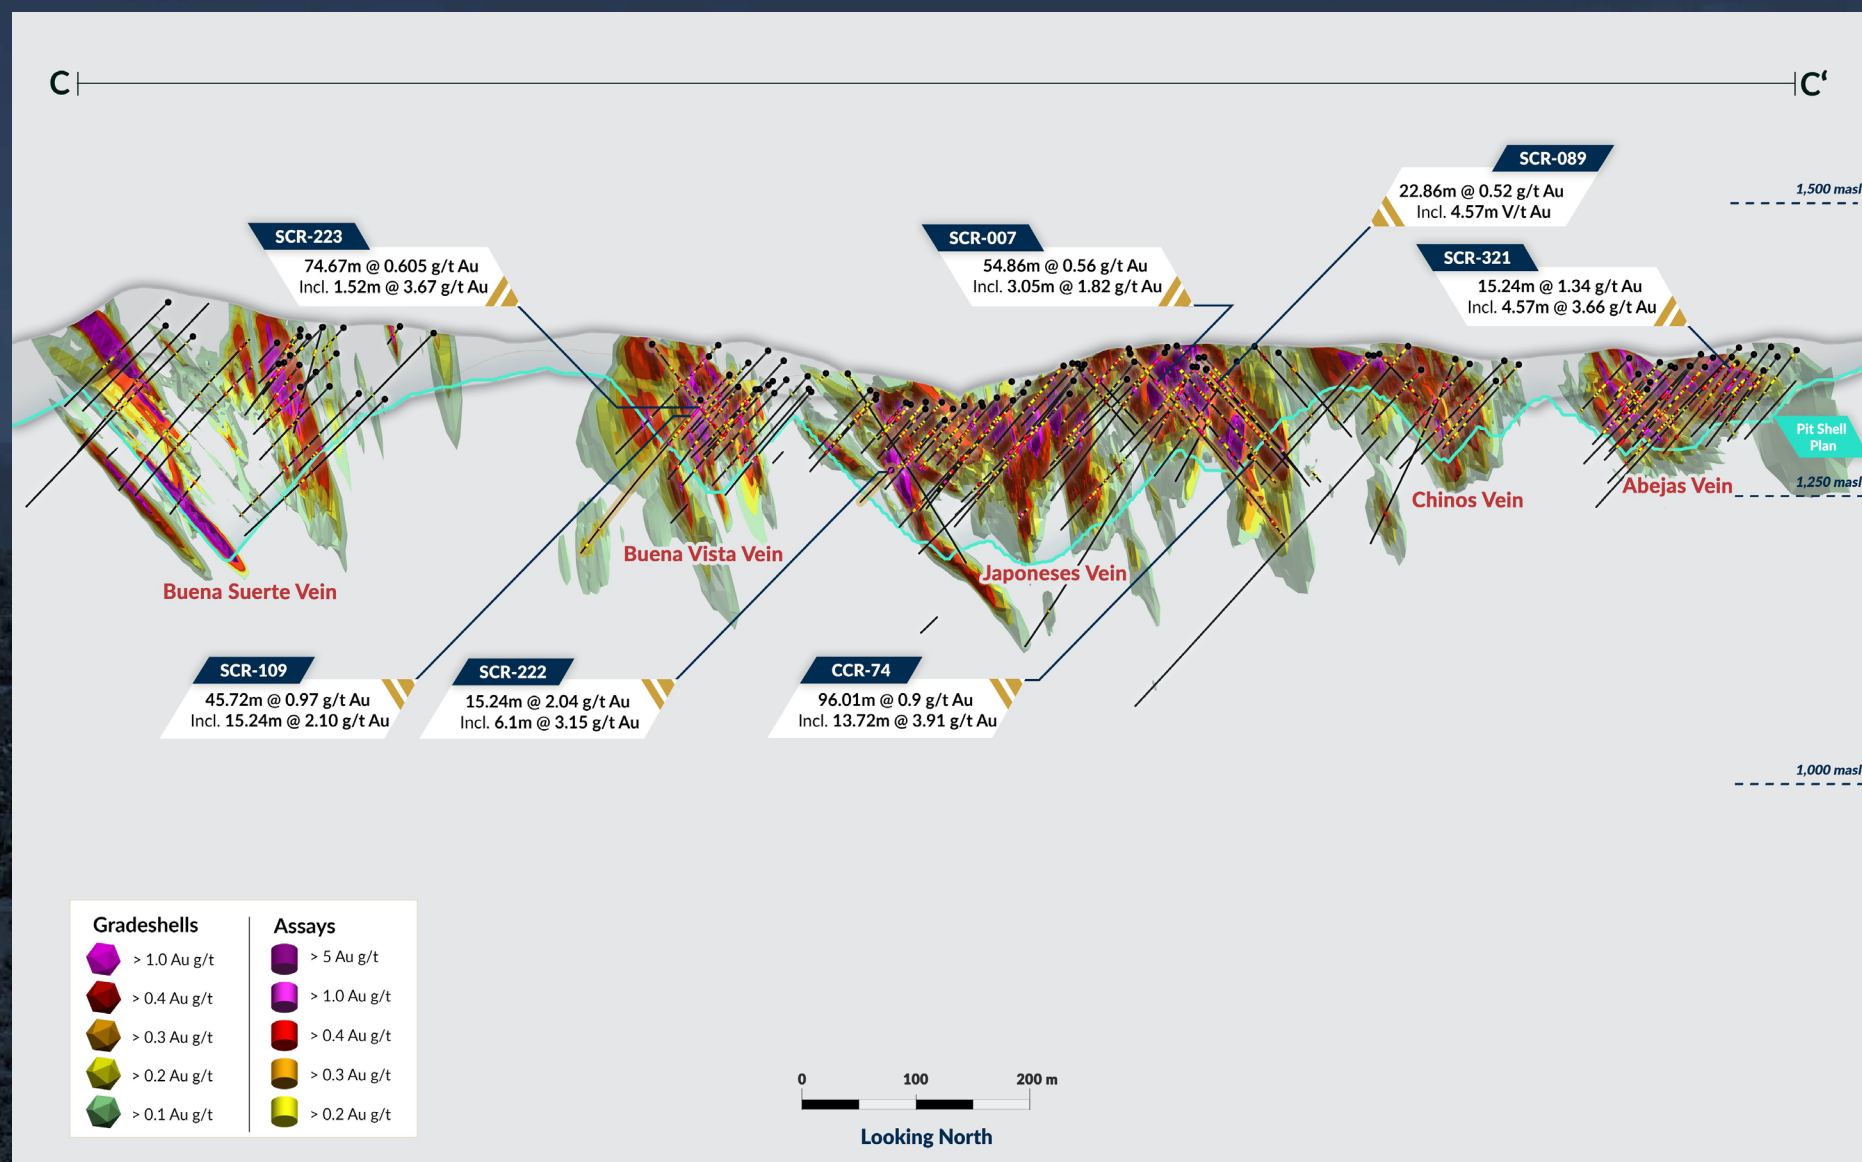 C
C‘
SCR-089
22.86m @ 0.52 g/t Au
Incl. 4.57m V/t Au
1,500 masl
SCR-223
74.67m @ 0.605 g/t Au
Incl. 1.52m @ 3.67 g/t Au
SCR-007
54.86m @ 0.56 g/t Au
Incl. 3.05m @ 1.82 g/t Au
SCR-321
15.24m @ 1.34 g/t Au
Incl. 4.57m @ 3.66 g/t Au
Pit Shell
Plan
1,250 masl
Abejas Vein
Chinos Vein
Buena Vista Vein
Japoneses Vein
Buena Suerte Vein
SCR-109
45.72m @ 0.97 g/t Au
Incl. 15.24m @ 2.10 g/t Au
SCR-222
15.24m @ 2.04 g/t Au
Incl. 6.1m @ 3.15 g/t Au
CCR-74
96.01m @ 0.9 g/t Au
Incl. 13.72m @ 3.91 g/t Au
1,000 masl
Gradeshells
> 1.0 Au g/t
> 0.4 Au g/t
> 0.3 Au g/t
> 0.2 Au g/t
> 0.1 Au g/t
Assays
> 5 Au g/t
> 1.0 Au g/t
> 0.4 Au g/t
> 0.3 Au g/t
> 0.2 Au g/t
0 100 200 m
Looking North